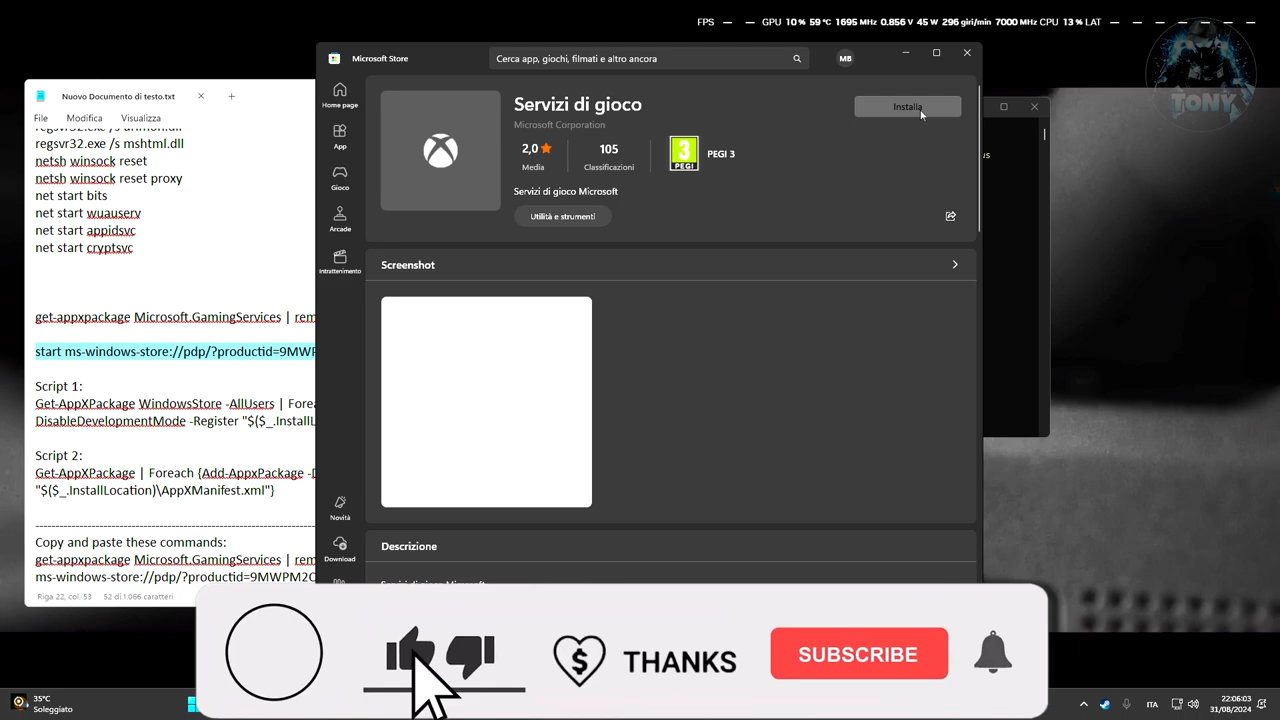 FPS — — GPU 10 % 59 °C 1695 MHz 0.856 V 45 W 296 giri/min 7000 MHz CPU 13 % LAT — — — — — —
TONY
Nuovo Documento di testo.txt
File Modifica Visualizza
regsvr32.exe /s mshtml.dll
netsh winsock reset
netsh winsock reset proxy
net start bits
net start wuauserv
net start appidsvc
net start cryptsvc
get-appxpackage Microsoft.GamingServices | rem
start ms-windows-store://pdp/?productid=9MWP
Script 1:
Get-AppXPackage WindowsStore -AllUsers | Forea
DisableDevelopmentMode -Register "$($_.InstallL
Script 2:
Get-AppXPackage | Foreach {Add-AppxPackage -D
"$($_.InstallLocation)\AppXManifest.xml"}
Copy and paste these commands:
get-appxpackage Microsoft.GamingServices | rem
ms-windows-store://pdp/?productid=9MWPM2C
Riga 22, col. 53 52 di 1.066 caratteri
Microsoft Store
Cerca app, giochi, filmati e altro ancora
MB
Home page
App
Gioco
Arcade
Intrattenimento
Novità
Download
Servizi di gioco
Microsoft Corporation
Installa
2,0
Media
105
Classificazioni
3
PEGI
PEGI 3
Servizi di gioco Microsoft
Utilità e strumenti
Screenshot
Descrizione
us
THANKS
SUBSCRIBE
35°C
Soleggiato
ITA
22:06:03
31/08/2024